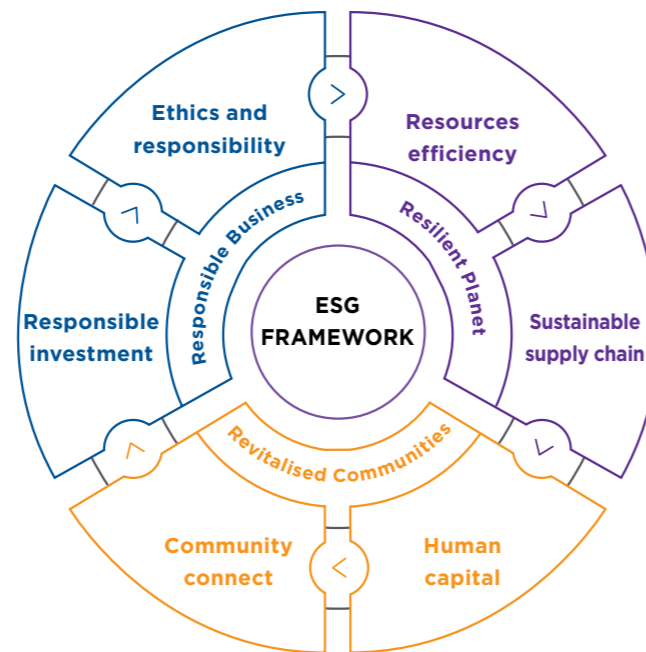 Ethics and
responsibility
Resources
efficiency
Responsible Business
Resilient Planet
ESG
FRAMEWORK
Responsible
investment
Sustainable
supply chain
Revitalised Communities
Community
connect
Human
capital